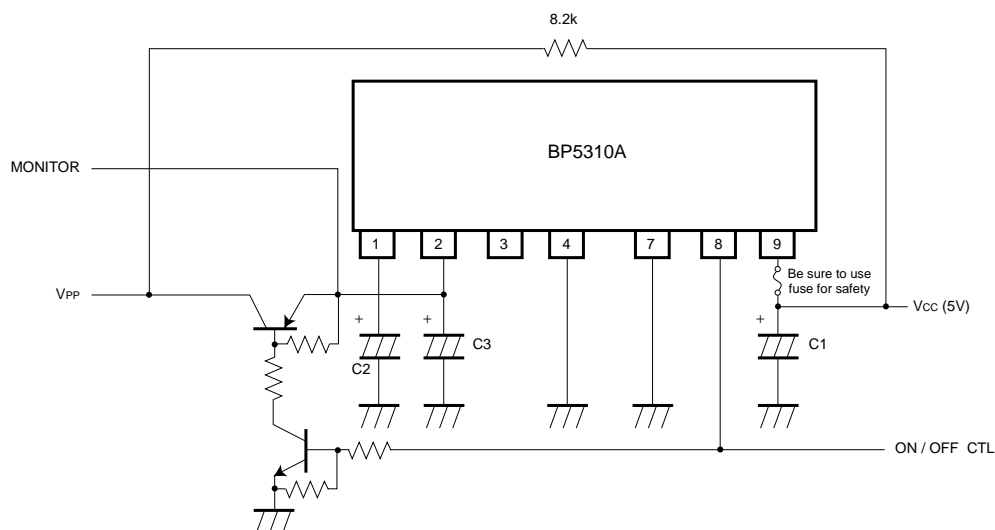 8.2k
BP5310A
MONITOR
1 2 3 4 7 8 9
Be sure to use
fuse for safety
VPP
VCC (5V)
+ + +
C2 C3 C1
ON / OFF CTL